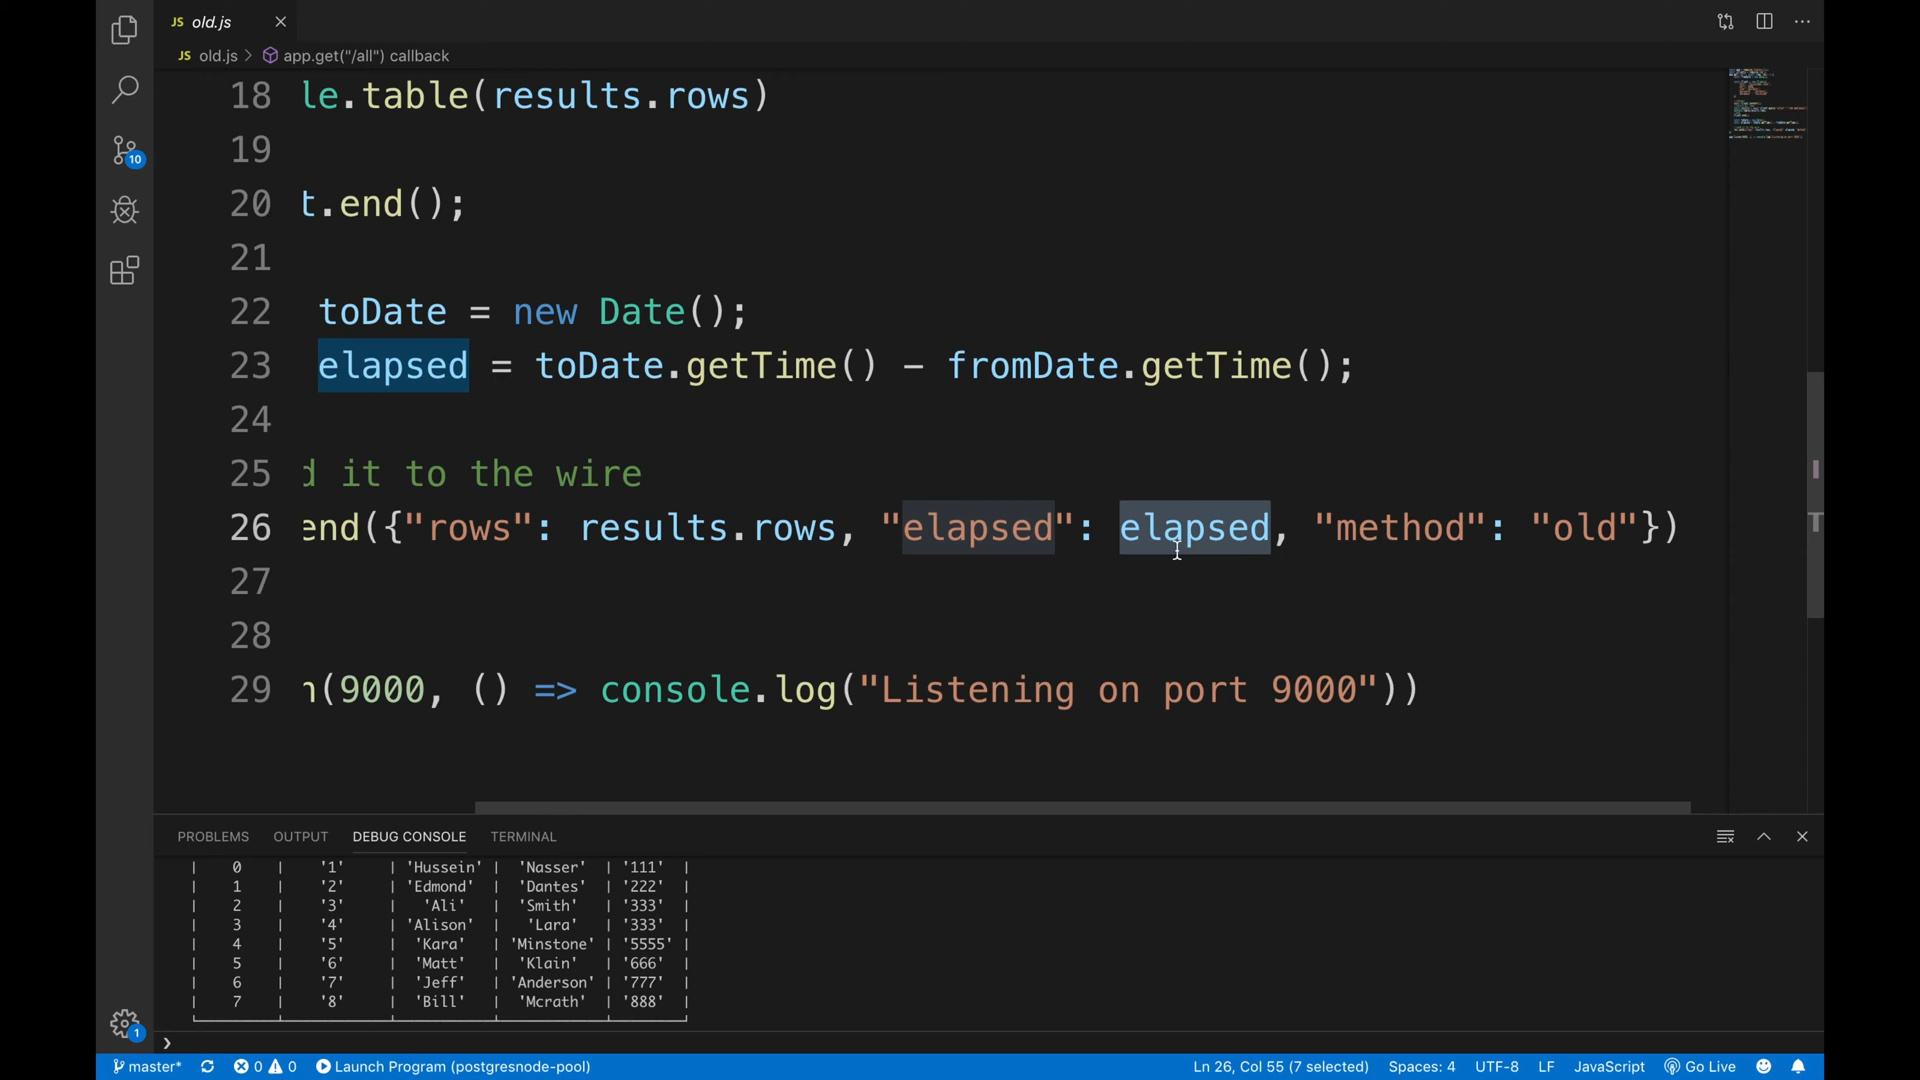 JS old.js
JS old.js > app.get("/all") callback
18 le.table(results.rows)
19
20 t.end();
21
22 toDate = new Date();
23 elapsed = toDate.getTime() - fromDate.getTime();
24
25 d it to the wire
26 end({"rows": results.rows, "elapsed": elapsed, "method": "old"})
27
28
29 n(9000, () => console.log("Listening on port 9000"))
10
PROBLEMS OUTPUT DEBUG CONSOLE TERMINAL
| 0 | '1' | 'Hussein' | 'Nasser' | '111' |
| 1 | '2' | 'Edmond' | 'Dantes' | '222' |
| 2 | '3' | 'Ali' | 'Smith' | '333' |
| 3 | '4' | 'Alison' | 'Lara' | '333' |
| 4 | '5' | 'Kara' | 'Minstone' | '5555' |
| 5 | '6' | 'Matt' | 'Klain' | '666' |
| 6 | '7' | 'Jeff' | 'Anderson' | '777' |
| 7 | '8' | 'Bill' | 'Mcrath' | '888' |
1
master* 0 0 Launch Program (postgresnode-pool) Ln 26, Col 55 (7 selected) Spaces: 4 UTF-8 LF JavaScript Go Live